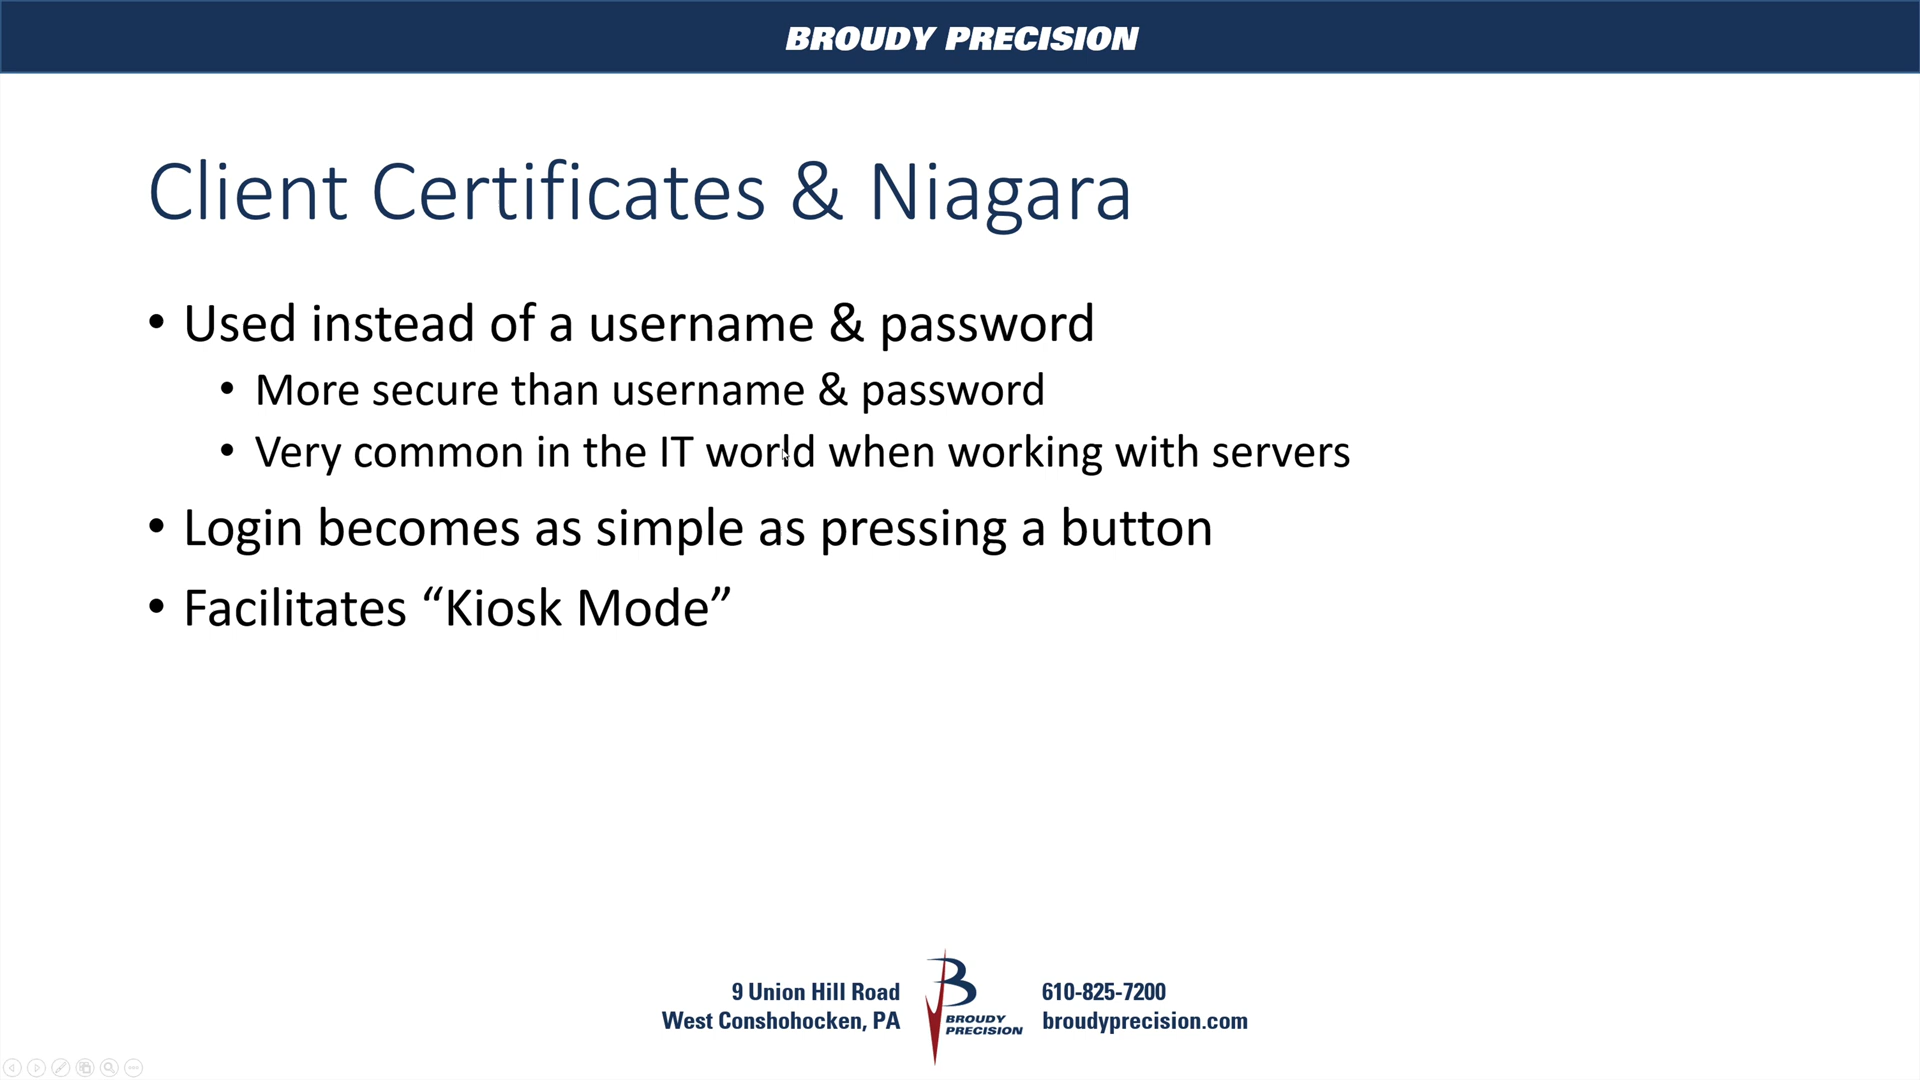 BROUDY PRECISION
Client Certificates & Niagara
• Used instead of a username & password
• More secure than username & password
• Very common in the IT world when working with servers
• Login becomes as simple as pressing a button
• Facilitates “Kiosk Mode”
9 Union Hill Road
West Conshohocken, PA
B
BROUDY
PRECISION
610-825-7200
broudyprecision.com